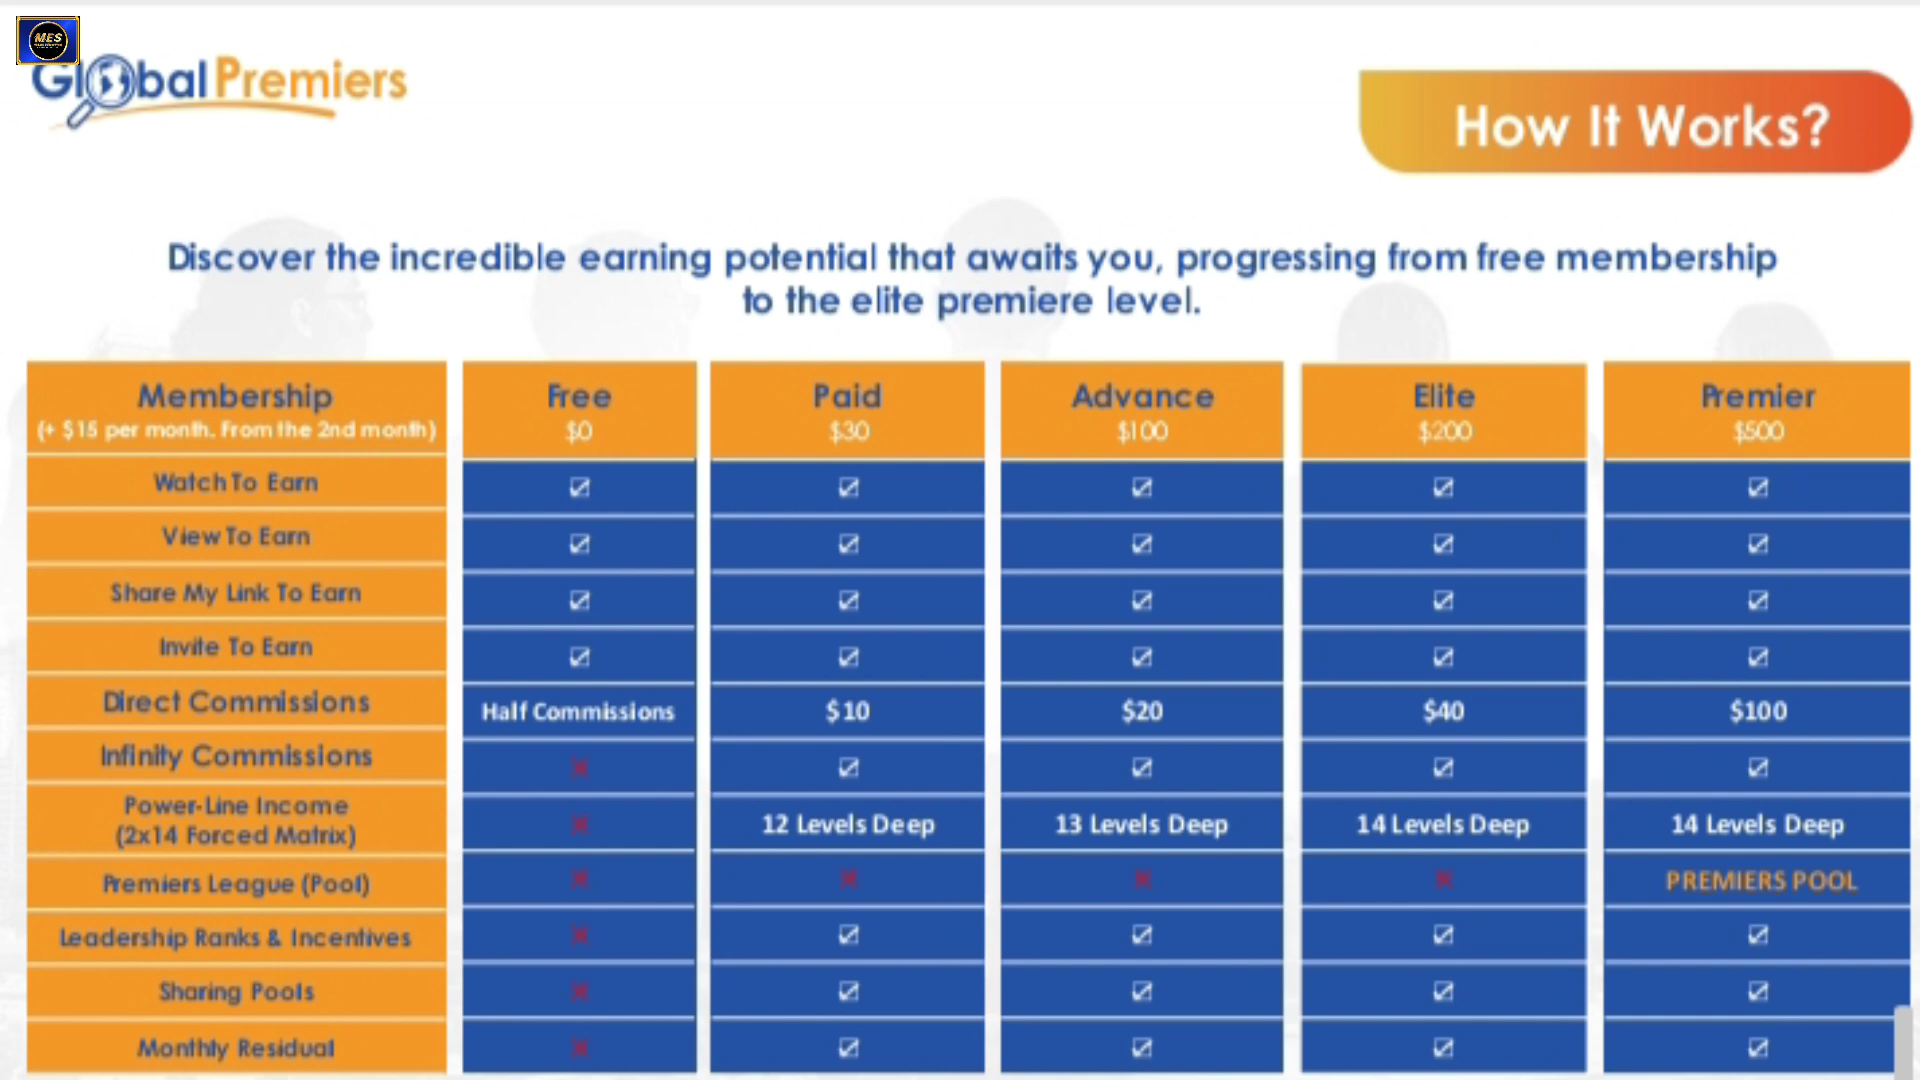 MES
Global Premiers
How It Works?
Discover the incredible earning potential that awaits you, progressing from free membership
to the elite premiere level.
Membership Free Paid Advance Elite Premier
(+ $15 per month. From the 2nd month) $0 $30 $100 $200 $500
Watch To Earn ☑ ☑ ☑ ☑ ☑
View To Earn ☑ ☑ ☑ ☑ ☑
Share My Link To Earn ☑ ☑ ☑ ☑ ☑
Invite To Earn ☑ ☑ ☑ ☑ ☑
Direct Commissions Half Commissions $10 $20 $40 $100
Infinity Commissions ✕ ☑ ☑ ☑ ☑
Power-Line Income
(2x14 Forced Matrix) ✕ 12 Levels Deep 13 Levels Deep 14 Levels Deep 14 Levels Deep
Premiers League (Pool) ✕ ✕ ✕ ✕ PREMIERS POOL
Leadership Ranks & Incentives ✕ ☑ ☑ ☑ ☑
Sharing Pools ✕ ☑ ☑ ☑ ☑
Monthly Residual ✕ ☑ ☑ ☑ ☑